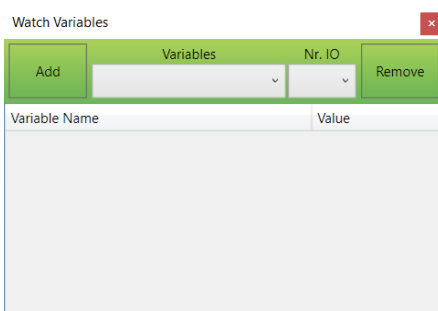 Watch Variables
Variables Nr. IO
Add Remove
Variable Name Value